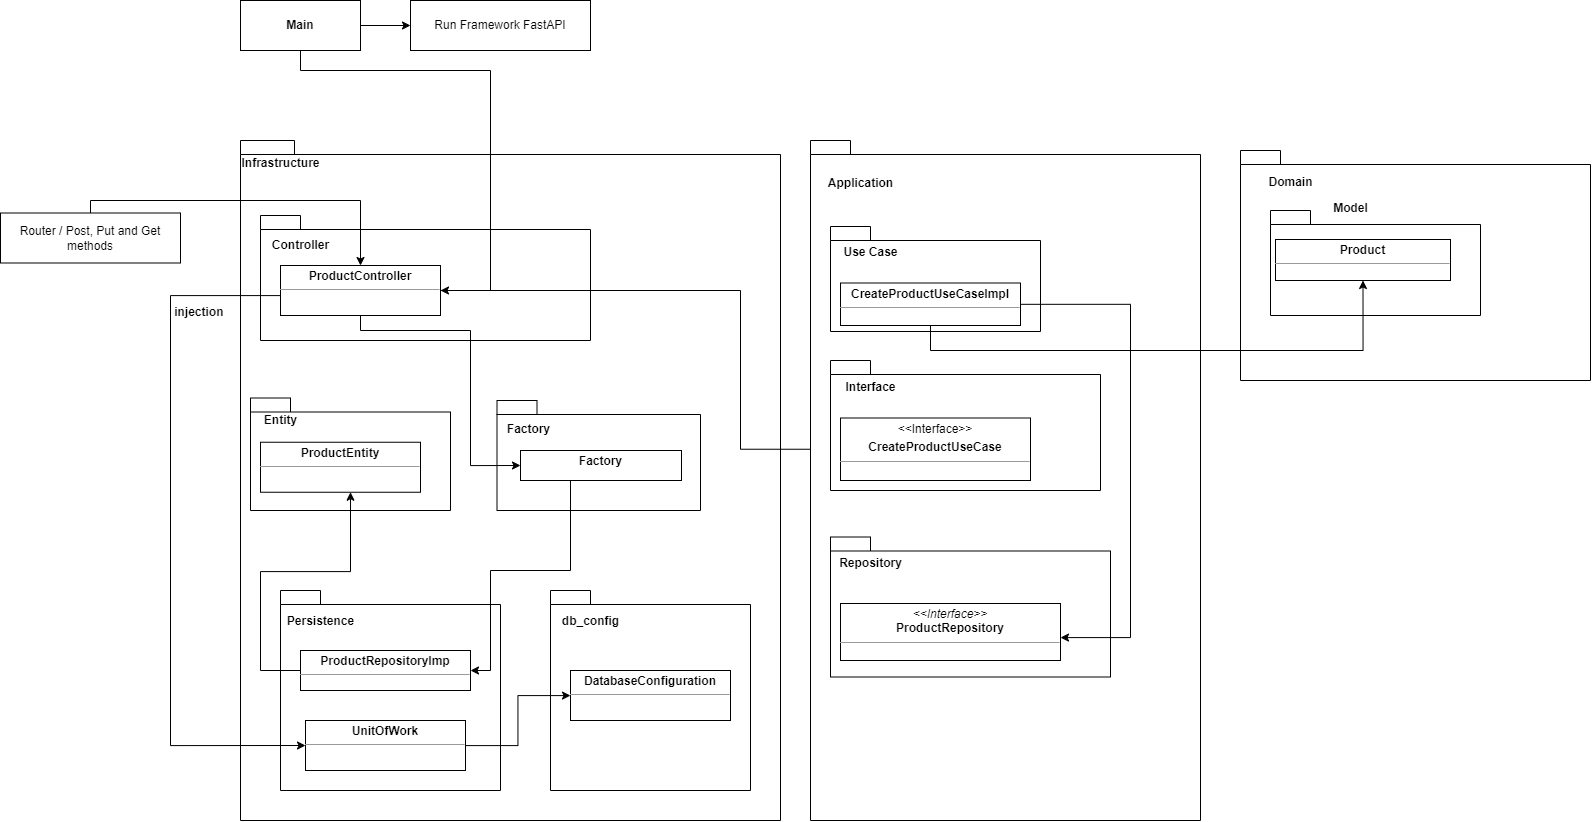 Main
Run Framework FastAPI
Infrastructure
Application
Domain
Model
Router / Post, Put and Get
methods
Controller
Use Case
Product
ProductController
CreateProductUseCaseImpl
injection
Interface
Entity
Factory
<<Interface>>
CreateProductUseCase
ProductEntity
Factory
Repository
Persistence
db_config
<<Interface>>
ProductRepository
ProductRepositoryImp
DatabaseConfiguration
UnitOfWork